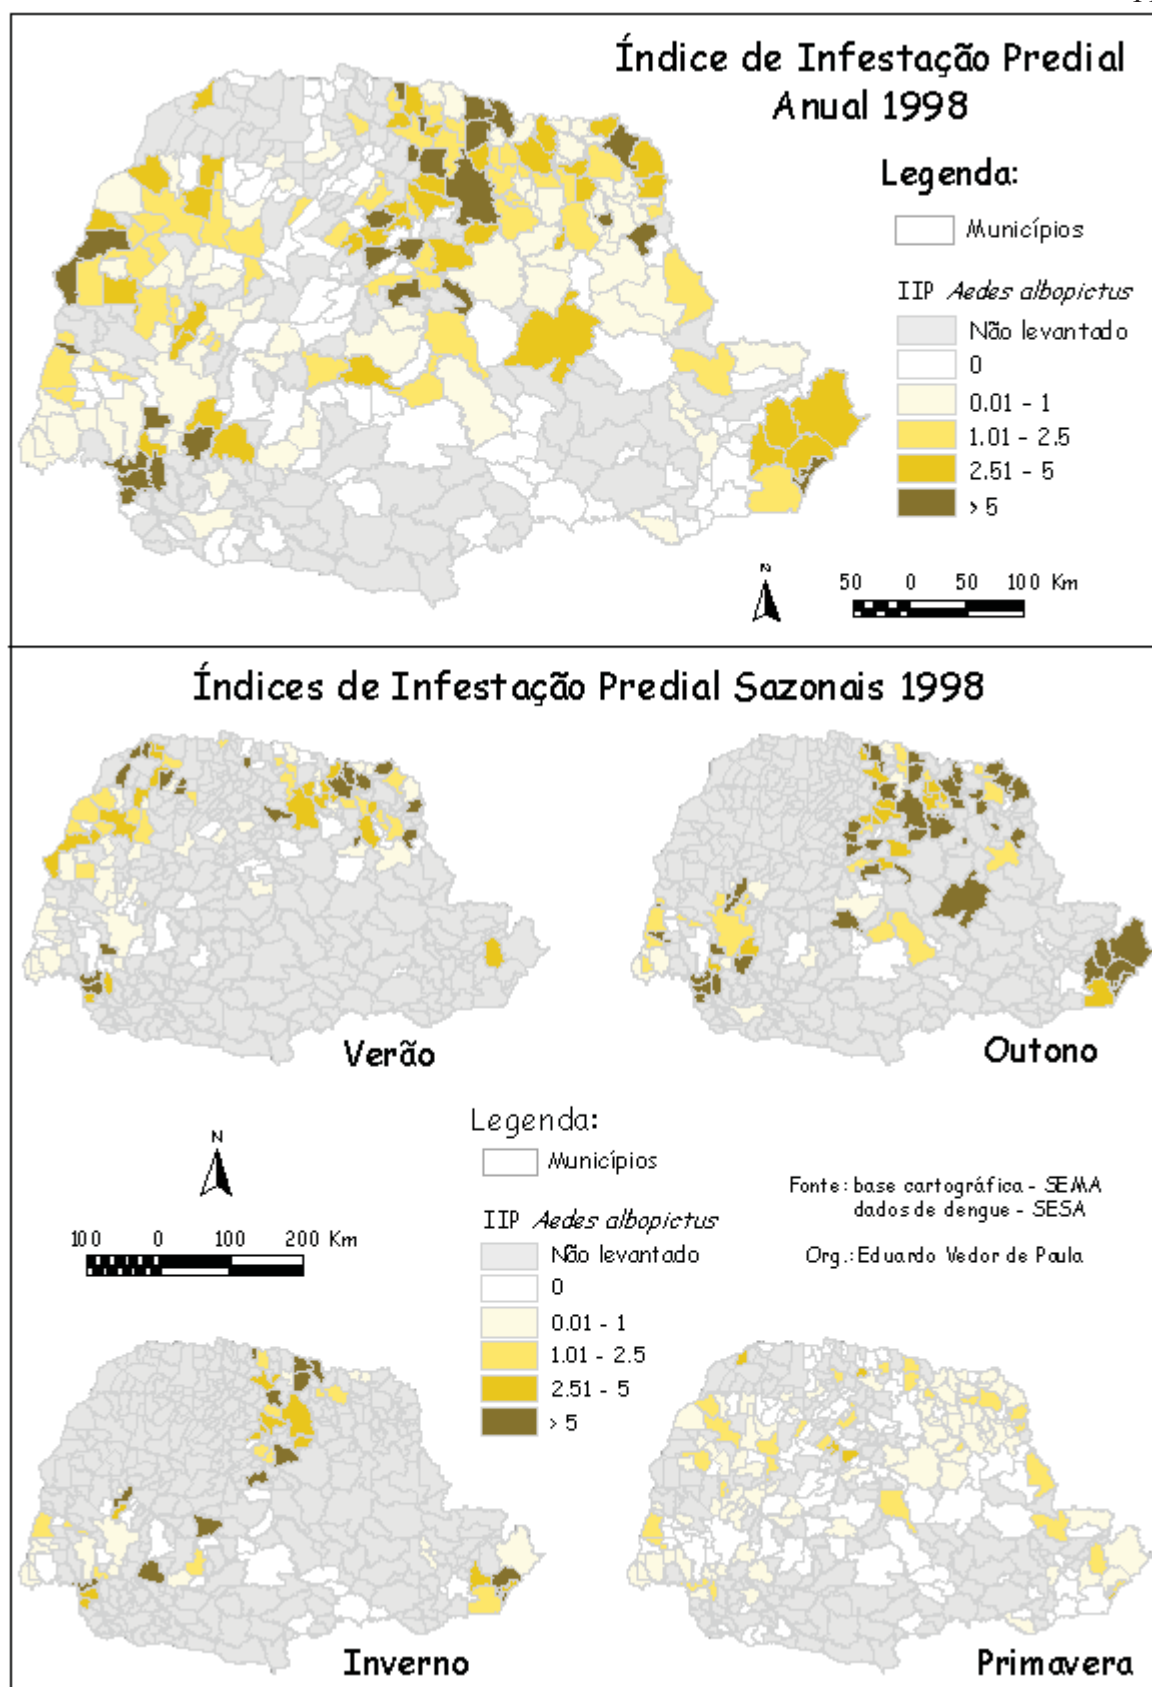 Índice de Infestação Predial
Anual 1998
Legenda:
Municípios
IIP Aedes albopictus
Não levantado
0
0.01 - 1
1.01 - 2.5
2.51 - 5
> 5
N
50 0 50 100 Km
Índices de Infestação Predial Sazonais 1998
Verão
Outono
N
100 0 100 200 Km
Legenda:
Municípios
IIP Aedes albopictus
Não levantado
0
0.01 - 1
1.01 - 2.5
2.51 - 5
> 5
Fonte: base cartográfica - SEMA
dados de dengue - SESA
Org.: Eduardo Vedor de Paula
Inverno
Primavera